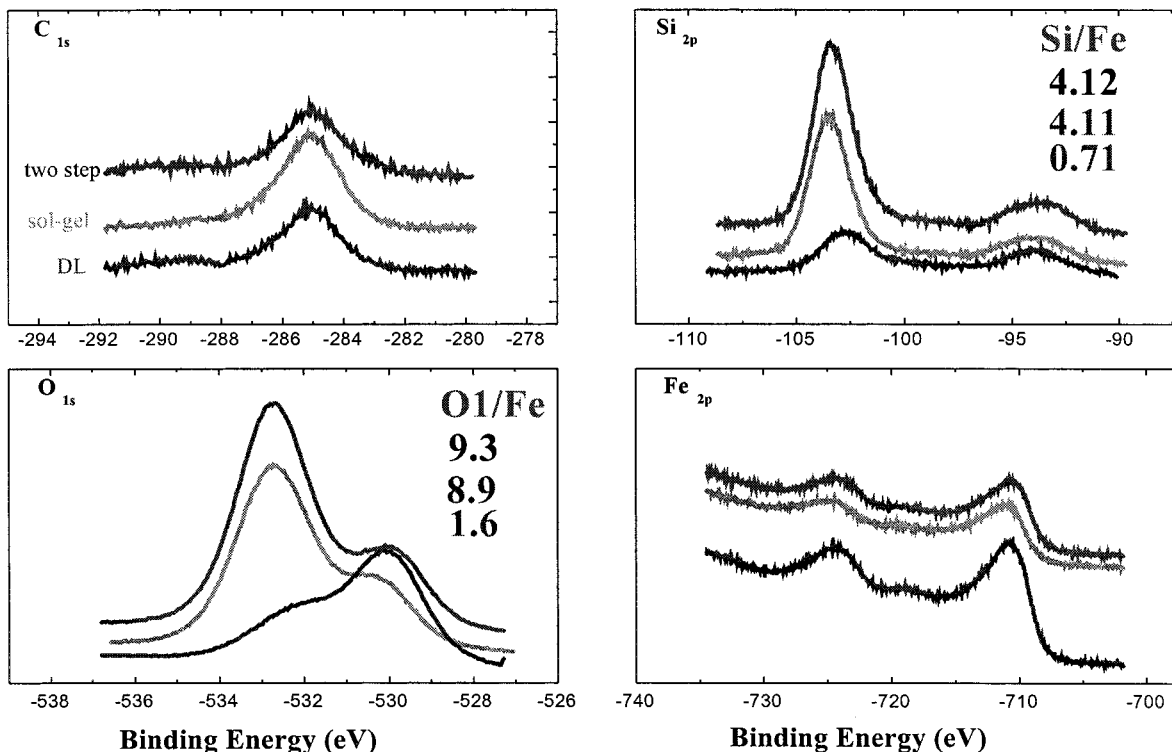 C 1s
two step
sol-gel
DL
-294 -292 -290 -288 -286 -284 -282 -280 -278
Si 2p
Si/Fe
4.12
4.11
0.71
-110 -105 -100 -95 -90
O 1s
O1/Fe
9.3
8.9
1.6
-538 -536 -534 -532 -530 -528 -526
Binding Energy (eV)
Fe 2p
-740 -730 -720 -710 -700
Binding Energy (eV)